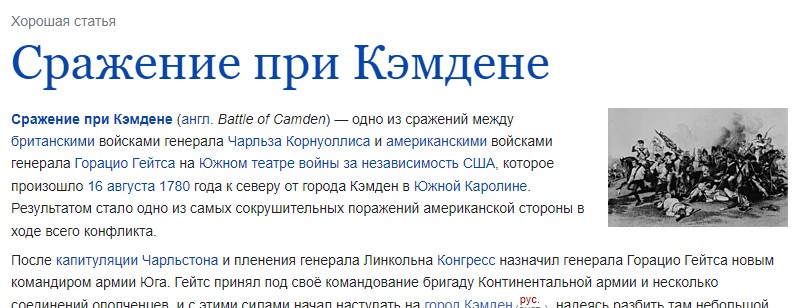 Хорошая статья
Сражение при Кэмдене
Сражение при Кэмдене (англ. Battle of Camden) — одно из сражений между
британскими войсками генерала Чарльза Корнуоллиса и американскими войсками
генерала Горацио Гейтса на Южном театре войны за независимость США, которое
произошло 16 августа 1780 года к северу от города Кэмден в Южной Каролине.
Результатом стало одно из самых сокрушительных поражений американской стороны в
ходе всего конфликта.
После капитуляции Чарльстона и пленения генерала Линкольна Конгресс назначил генерала Горацио Гейтса новым
командиром армии Юга. Гейтс принял под своё командование бригаду Континентальной армии и несколько
соединений ополченцев, и с этими силами начал наступать на город Кэмден рус., надеясь разбить там небольшой